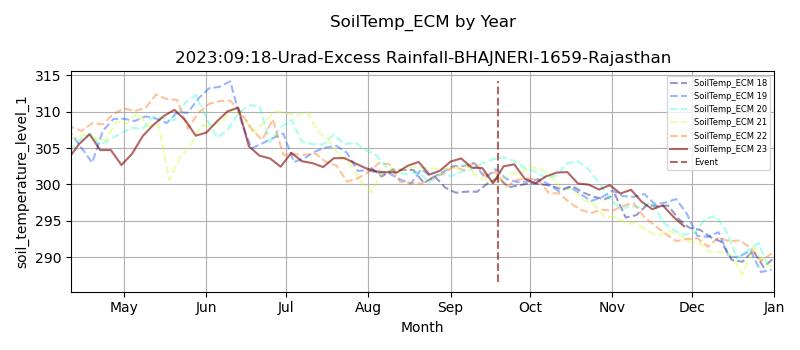 SoilTemp_ECM by Year
2023:09:18-Urad-Excess Rainfall-BHAJNERI-1659-Rajasthan
soil_temperature_level_1
315
310
305
300
295
290
SoilTemp_ECM 18
SoilTemp_ECM 19
SoilTemp_ECM 20
SoilTemp_ECM 21
SoilTemp_ECM 22
SoilTemp_ECM 23
Event
May Jun Jul Aug Sep Oct Nov Dec Jan
Month